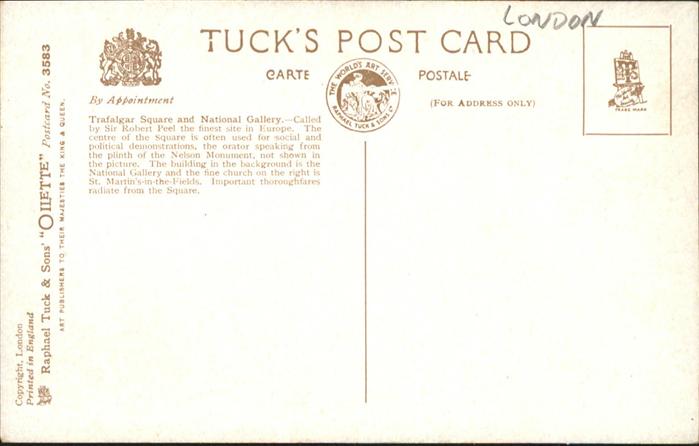 LONDON
TUCK'S POST CARD
CARTE POSTALE
THE WORLD'S ART SERVICE
RAPHAEL TUCK & SONS LD
(FOR ADDRESS ONLY)
TRADE MARK
By Appointment
Trafalgar Square and National Gallery.—Called
by Sir Robert Peel the finest site in Europe. The
centre of the Square is often used for social and
political demonstrations, the orator speaking from
the plinth of the Nelson Monument, not shown in
the picture. The building in the background is the
National Gallery and the fine church on the right is
St. Martin's-in-the-Fields. Important thoroughfares
radiate from the Square.
Copyright, London
Printed in England
Raphael Tuck & Sons' "OILETTE" Postcard No. 3583
ART PUBLISHERS TO THEIR MAJESTIES THE KING & QUEEN.